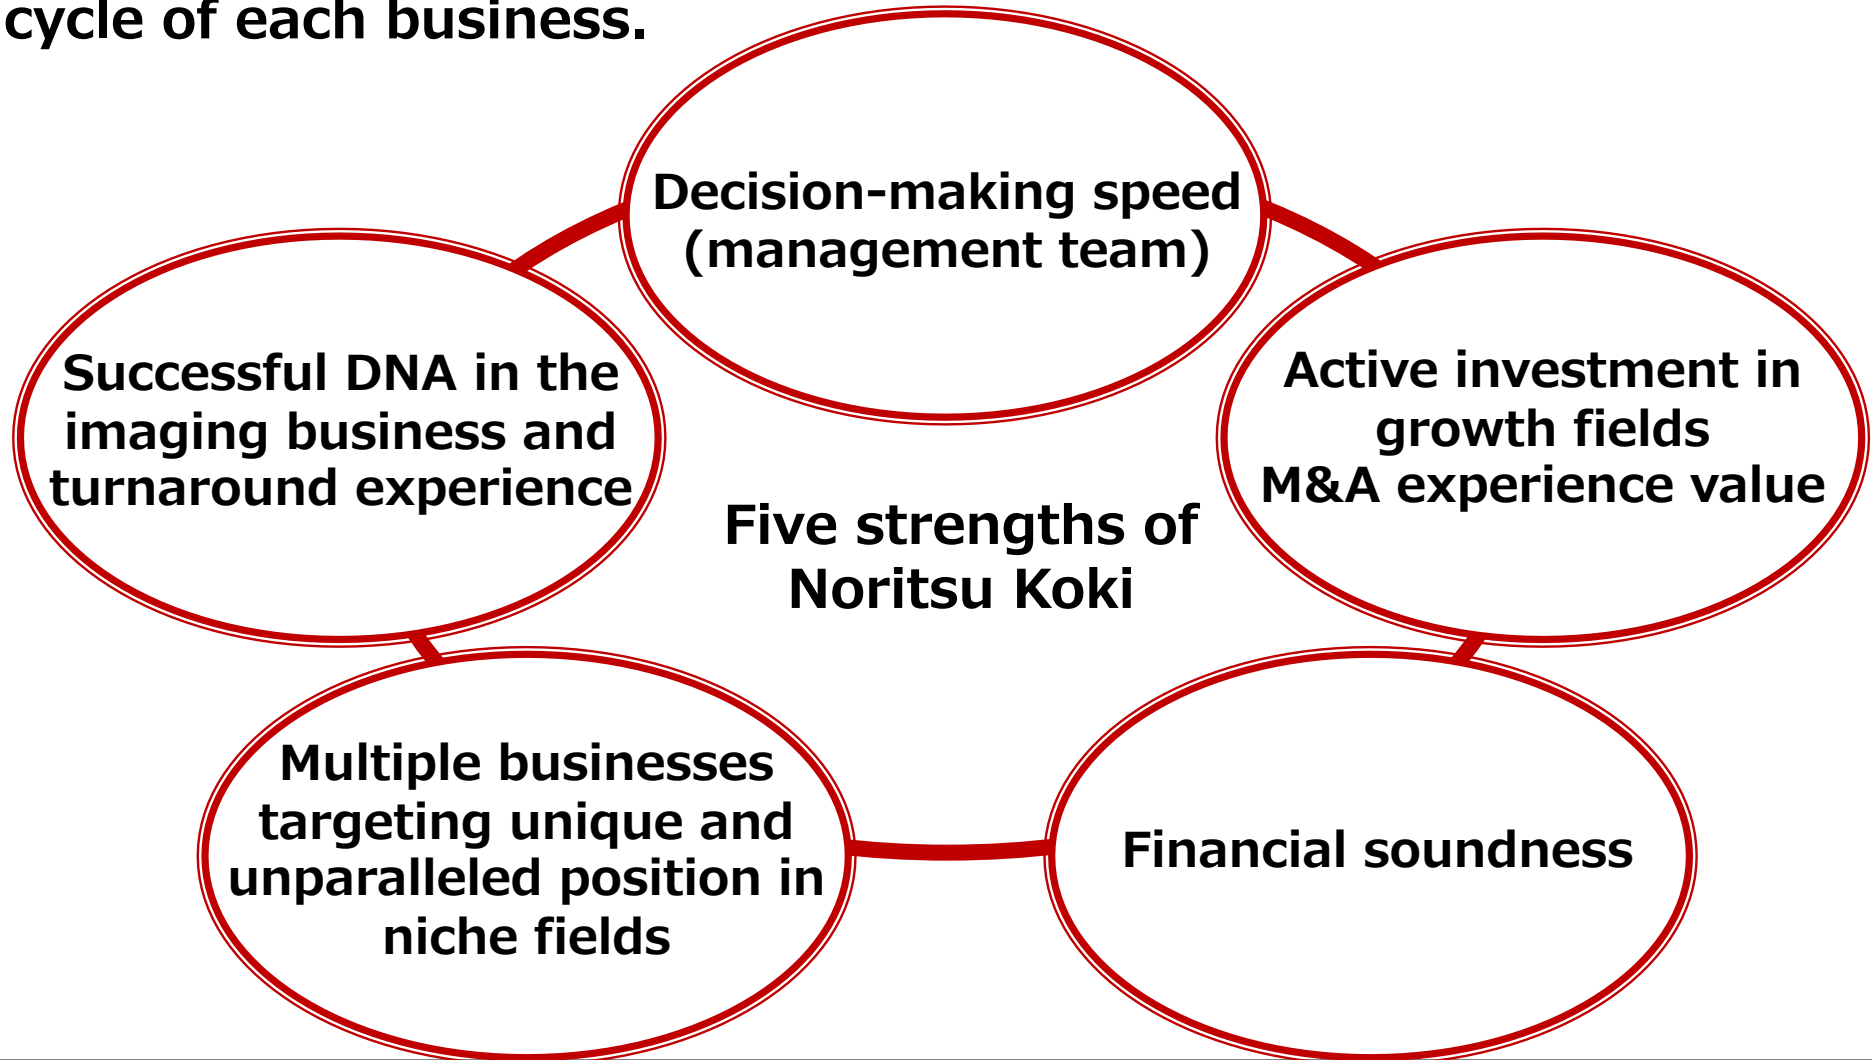 cycle of each business.
Decision-making speed
(management team)
Successful DNA in the
imaging business and
turnaround experience
Active investment in
growth fields
M&A experience value
Five strengths of
Noritsu Koki
Multiple businesses
targeting unique and
unparalleled position in
niche fields
Financial soundness